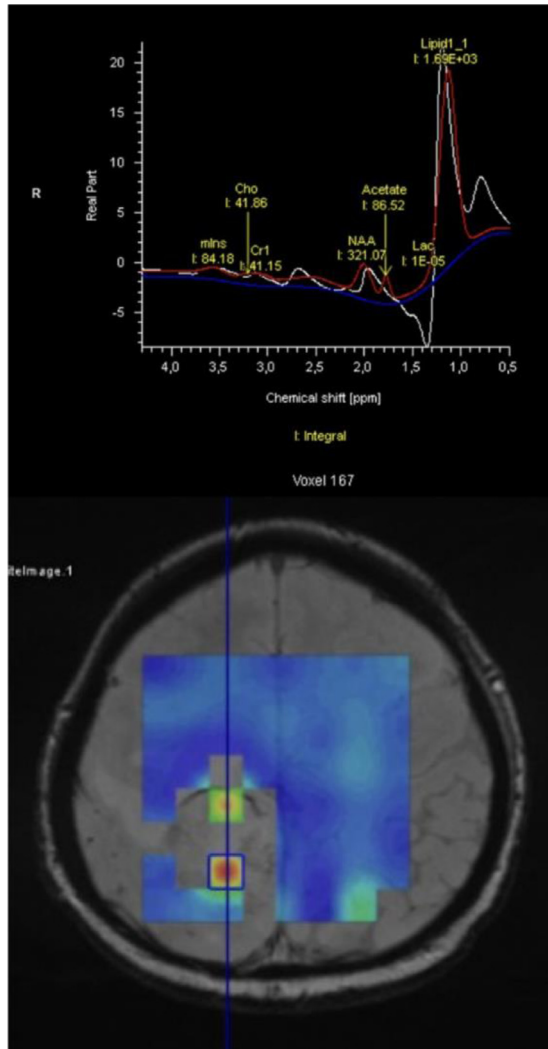 Lipid1_1
I: 1.69E+03
20
15
R
Real Part
10
Cho
I: 41.86
Acetate
I: 86.52
5
mIns
I: 84.18
Cr1
I: 41.15
NAA
I: 321.07
Lac
I: 1E-05
0
-5
4,0 3,5 3,0 2,5 2,0 1,5 1,0 0,5
Chemical shift [ppm]
I: Integral
Voxel 167
iteImage.1